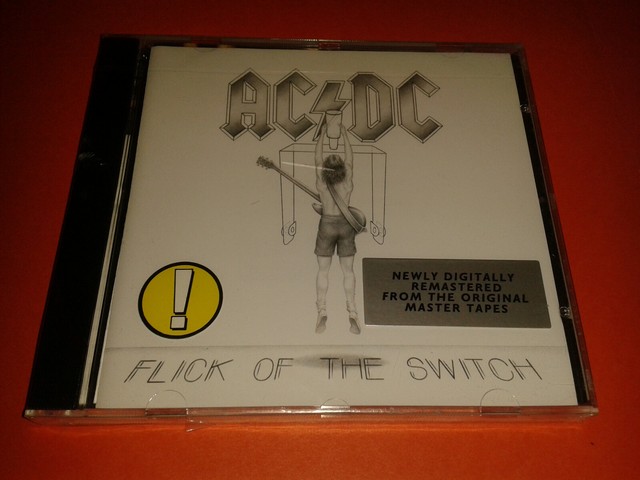 AC⚡DC
!
NEWLY DIGITALLY
REMASTERED
FROM THE ORIGINAL
MASTER TAPES
FLICK OF THE SWITCH